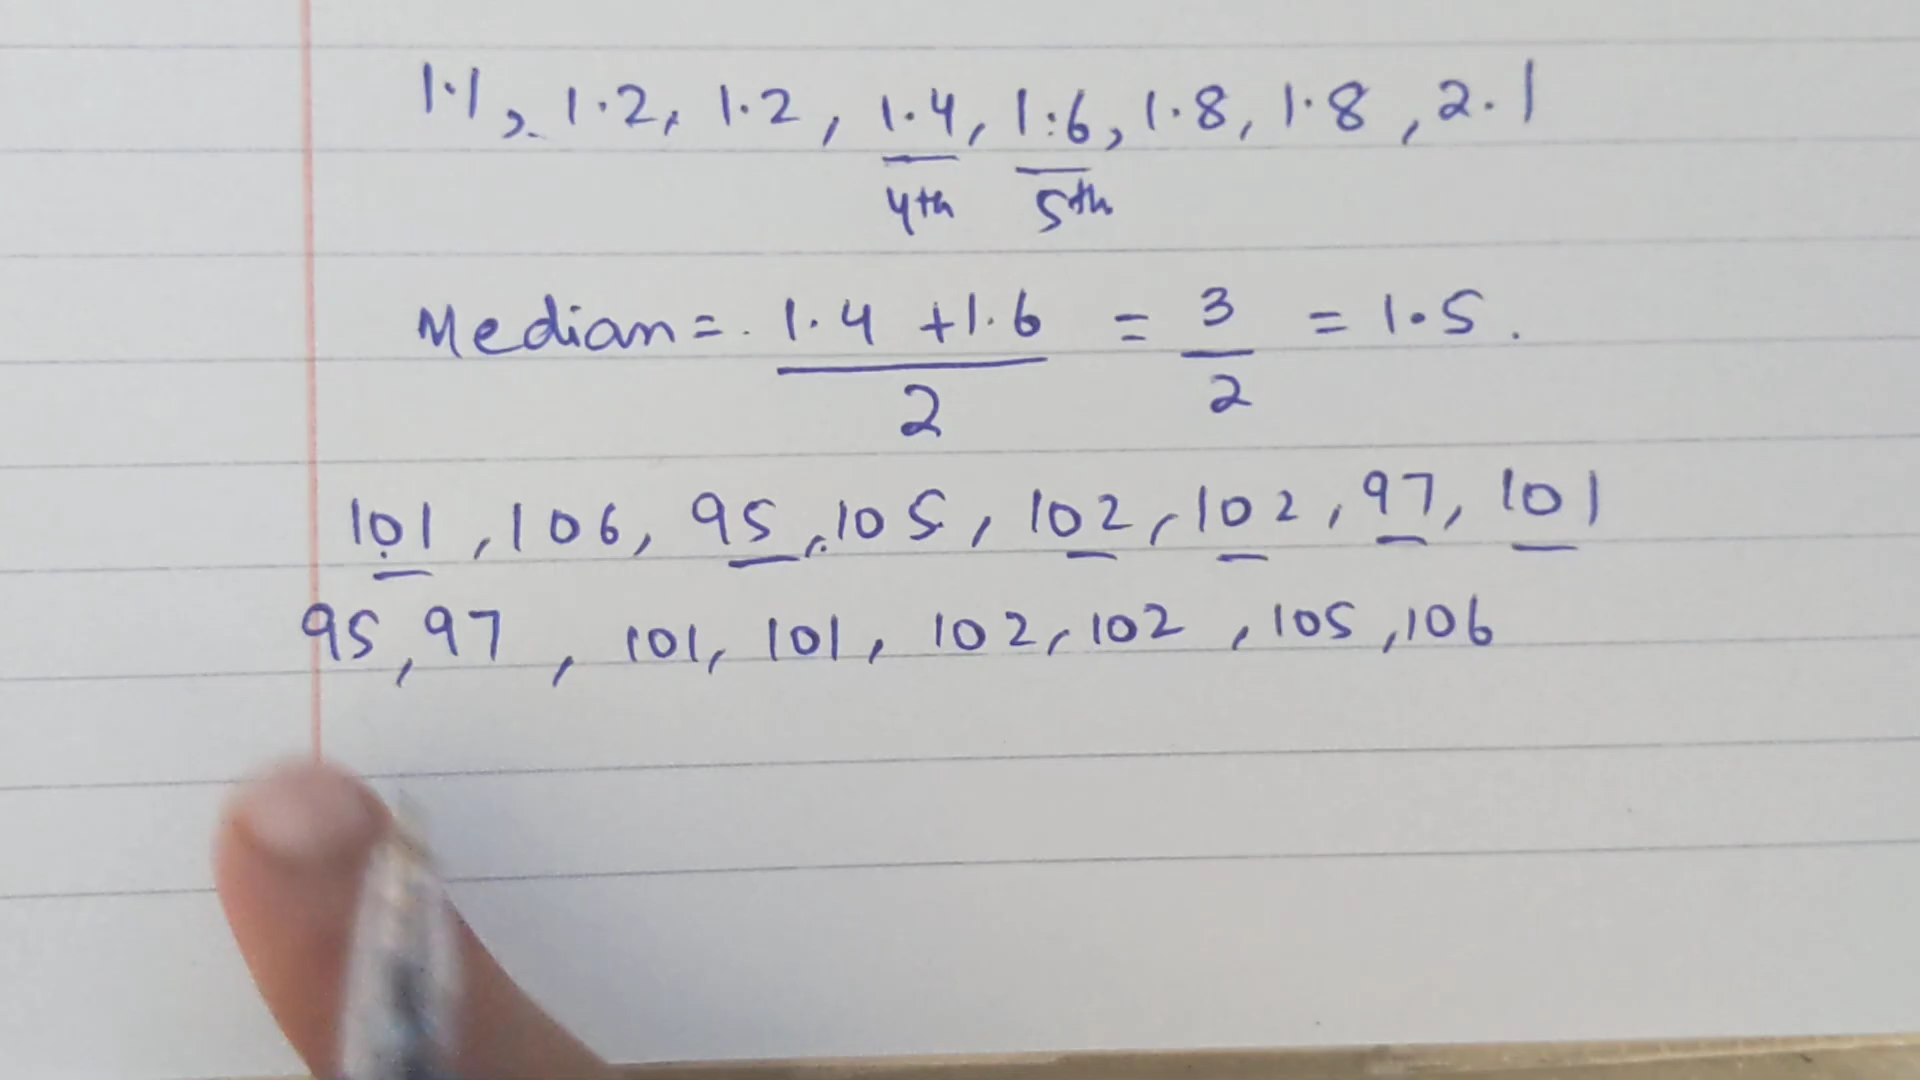 1.1, 1.2, 1.2, 1.4, 1.6, 1.8, 1.8, 2.1
4th 5th
Median = 1.4 + 1.6 = 3 = 1.5.
2 2
101, 106, 95, 105, 102, 102, 97, 101
95, 97, 101, 101, 102, 102, 105, 106